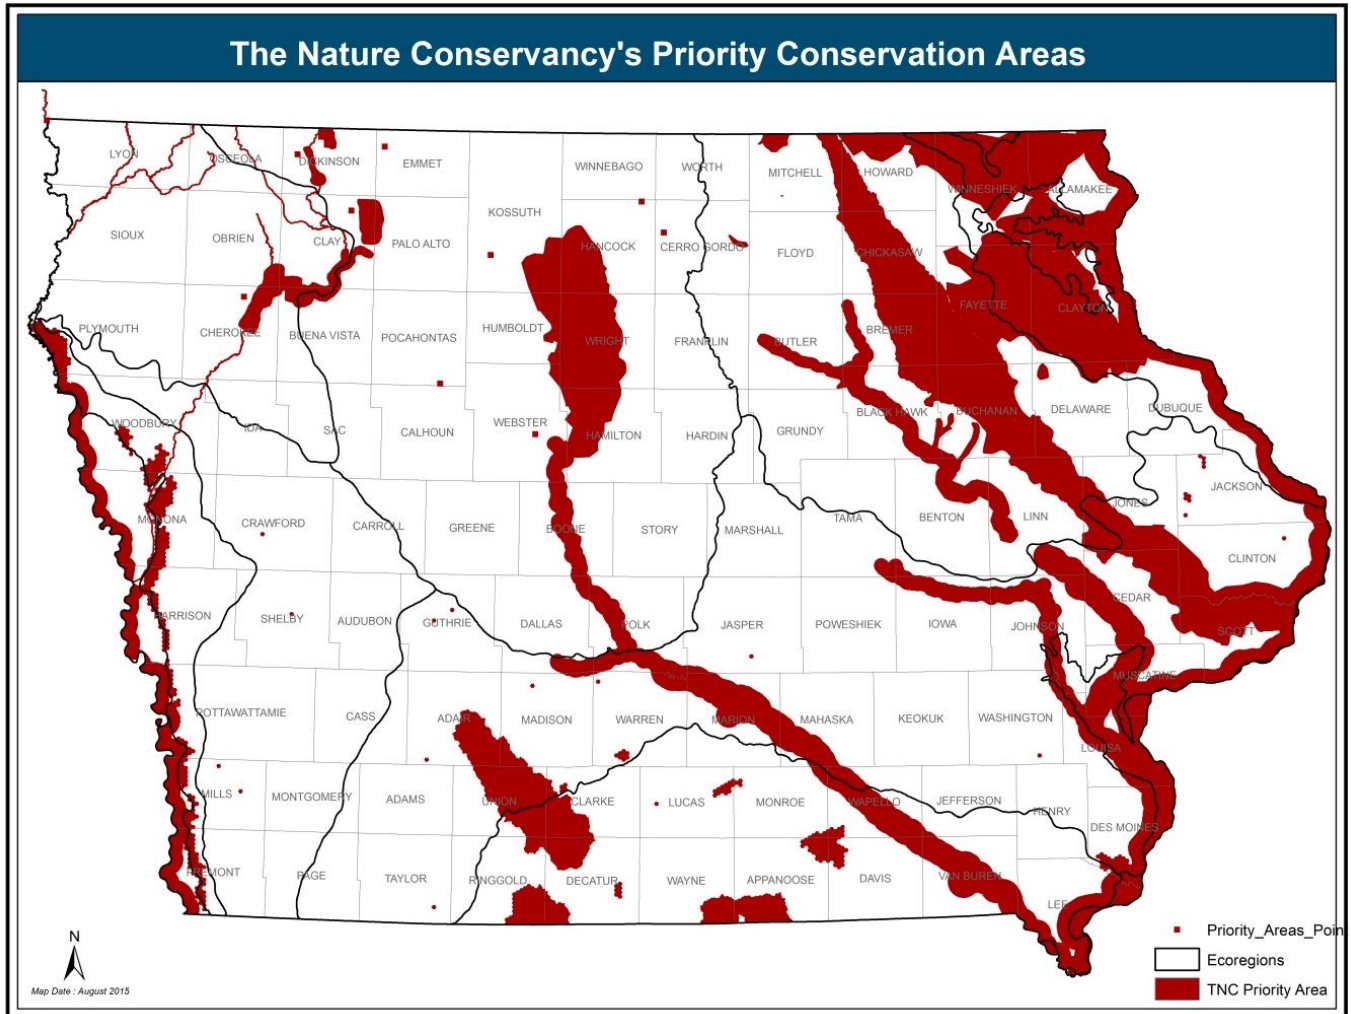 The Nature Conservancy's Priority Conservation Areas
LYON
OSCEOLA
DICKINSON
EMMET
WINNEBAGO
WORTH
MITCHELL
HOWARD
WINNESHIEK
ALLAMAKEE
KOSSUTH
SIOUX
OBRIEN
CLAY
PALO ALTO
HANCOCK
CERRO GORDO
FLOYD
CHICKASAW
FAYETTE
CLAYTON
PLYMOUTH
CHEROKEE
BUENA VISTA
POCAHONTAS
HUMBOLDT
WRIGHT
FRANKLIN
BUTLER
BREMER
WOODBURY
IDA
SAC
CALHOUN
WEBSTER
HAMILTON
HARDIN
GRUNDY
BLACK HAWK
BUCHANAN
DELAWARE
DUBUQUE
MONONA
CRAWFORD
CARROLL
GREENE
BOONE
STORY
MARSHALL
TAMA
BENTON
LINN
JONES
JACKSON
CLINTON
HARRISON
SHELBY
AUDUBON
GUTHRIE
DALLAS
POLK
JASPER
POWESHIEK
IOWA
JOHNSON
CEDAR
SCOTT
MUSCATINE
POTTAWATTAMIE
CASS
ADAIR
MADISON
WARREN
MARION
MAHASKA
KEOKUK
WASHINGTON
LOUISA
MILLS
MONTGOMERY
ADAMS
UNION
CLARKE
LUCAS
MONROE
WAPELLO
JEFFERSON
HENRY
DES MOINES
FREMONT
PAGE
TAYLOR
RINGGOLD
DECATUR
WAYNE
APPANOOSE
DAVIS
VAN BUREN
LEE
N
Map Date : August 2015
Priority_Areas_Poin
Ecoregions
TNC Priority Area